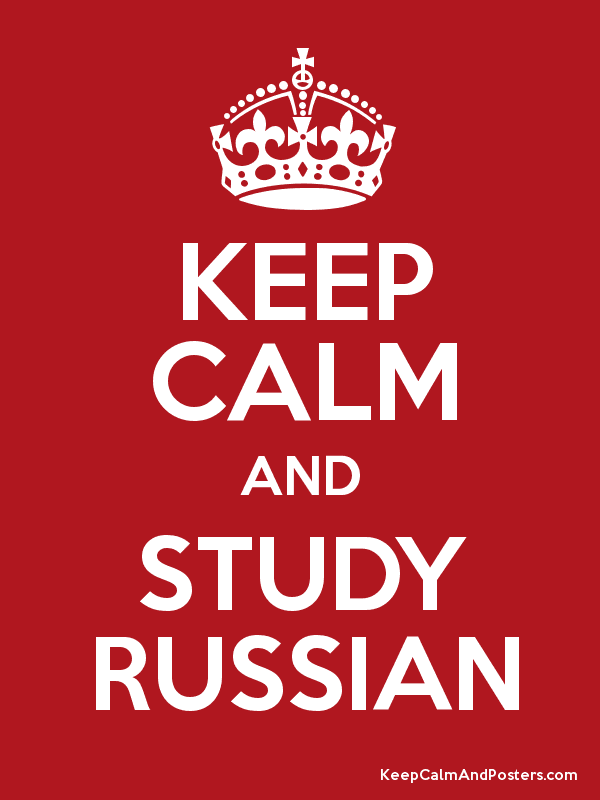 KEEP
CALM
AND
STUDY
RUSSIAN
KeepCalmAndPosters.com